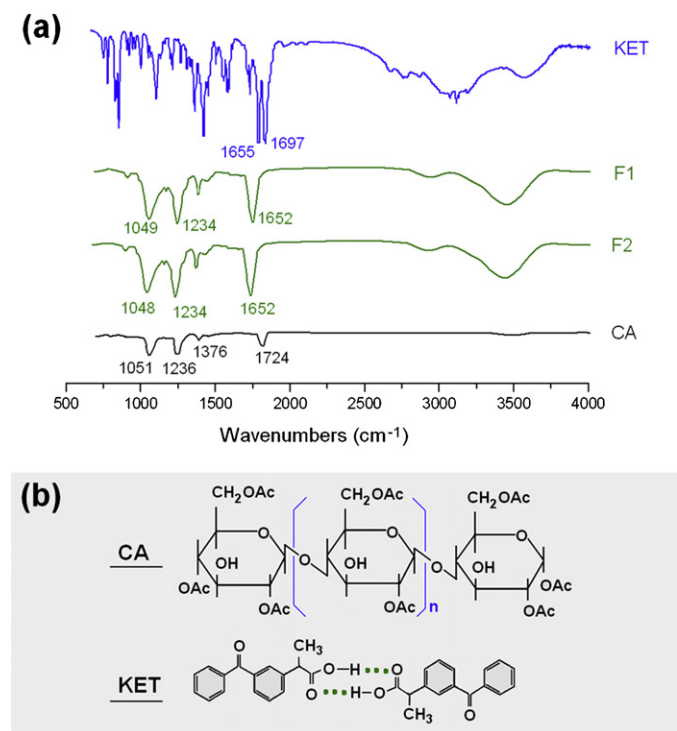 (a)
KET
1655 1697
F1
1049 1234 1652
F2
1048 1234 1652
CA
1051 1236 1376 1724
500 1000 1500 2000 2500 3000 3500 4000
Wavenumbers (cm-1)
(b)
CH2OAc CH2OAc CH2OAc
CA
O O O
OH O OH O OH
OAc OAc OAc OAc OAc
n
O CH3
KET
O H O
O H O
CH3 O